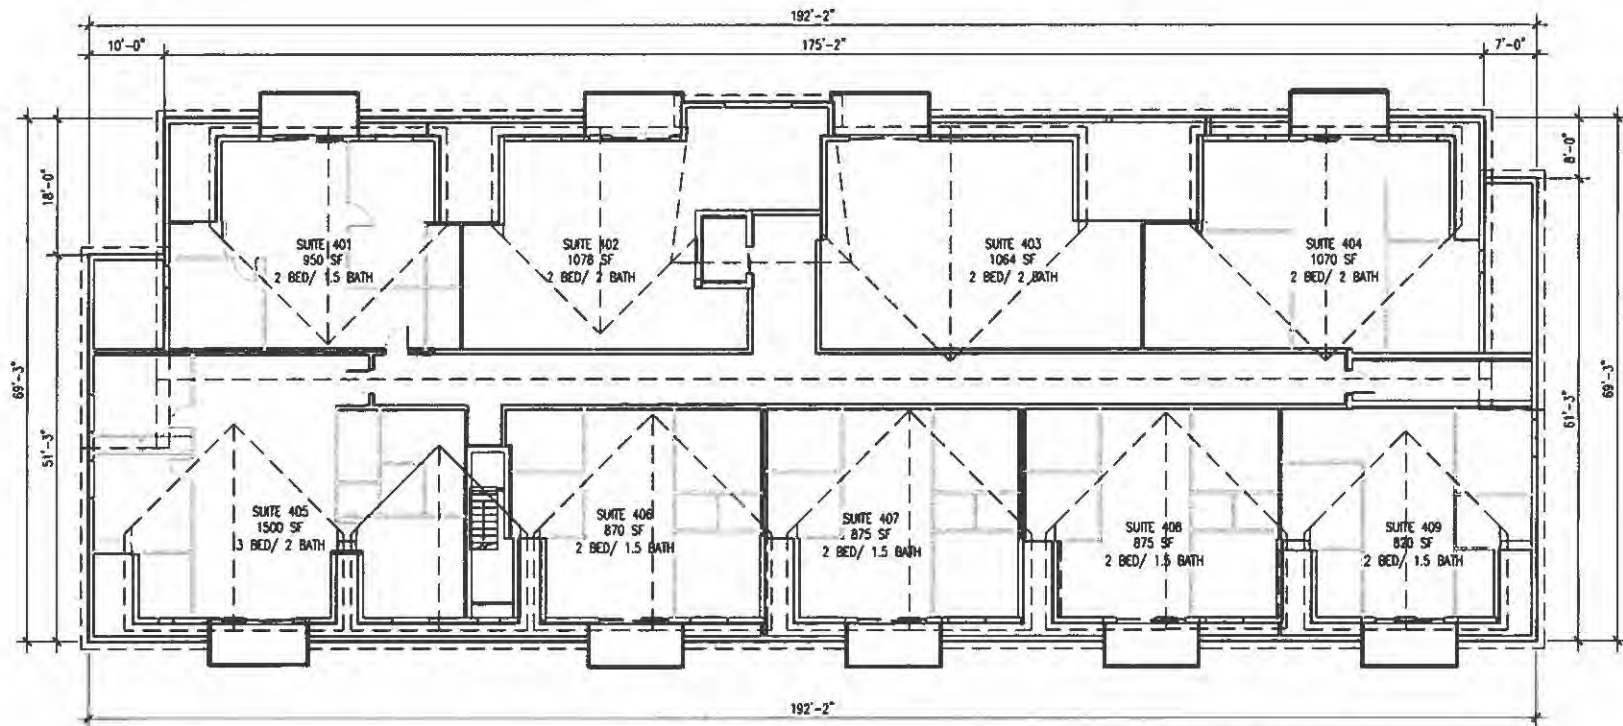 192'-2"
10'-0"
175'-2"
7'-0"
18'-0"
8'-0"
69'-3"
51'-3"
61'-3"
69'-3"
SUITE 401
950 SF
2 BED/ 1.5 BATH
SUITE 402
1078 SF
2 BED/ 2 BATH
SUITE 403
1064 SF
2 BED/ 2 BATH
SUITE 404
1070 SF
2 BED/ 2 BATH
SUITE 405
1500 SF
3 BED/ 2 BATH
SUITE 406
870 SF
2 BED/ 1.5 BATH
SUITE 407
875 SF
2 BED/ 1.5 BATH
SUITE 408
875 SF
2 BED/ 1.5 BATH
SUITE 409
820 SF
2 BED/ 1.5 BATH
192'-2"